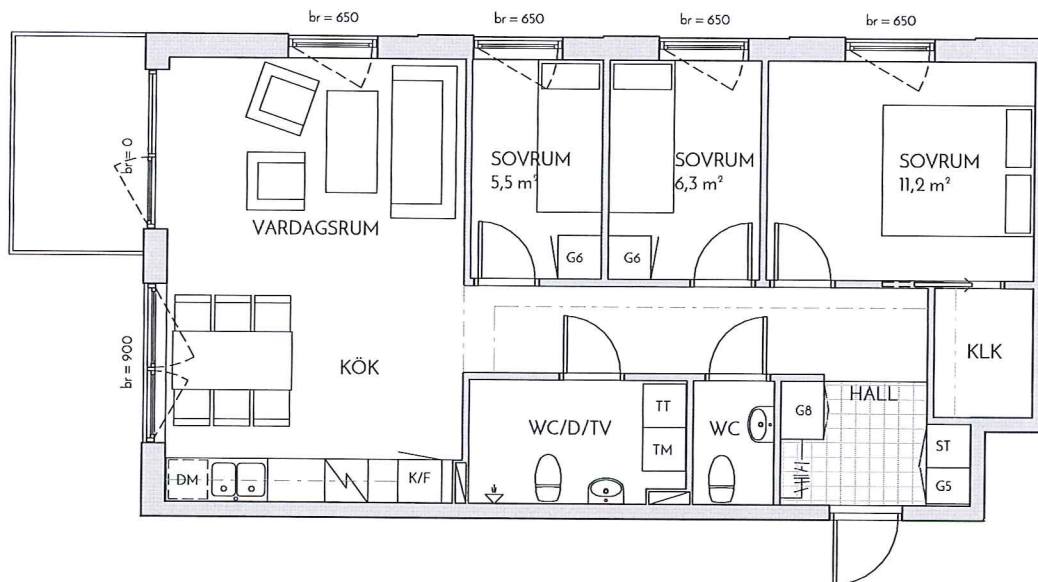 br = 650
br = 650
br = 650
br = 650
br = 0
SOVRUM
5,5 m²
SOVRUM
6,3 m²
SOVRUM
11,2 m²
VARDAGSRUM
G6
G6
br = 900
KÖK
KLK
HALL
TT
G8
WC/D/TV
WC
TM
ST
DM
K/F
G5